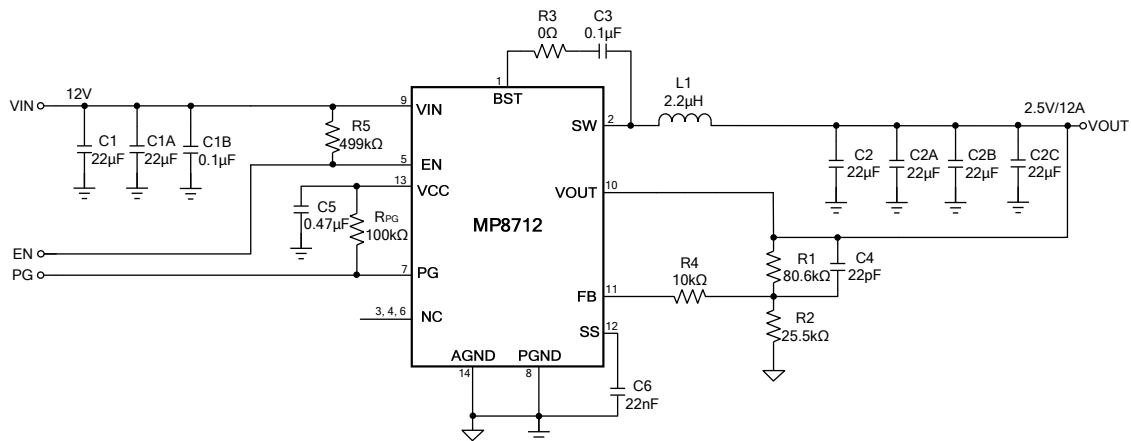 R3
0Ω
C3
0.1µF
1
BST
L1
2.2µH
VIN
12V
9
VIN
SW
2
2.5V/12A
VOUT
C1
22µF
C1A
22µF
C1B
0.1µF
R5
499kΩ
5
EN
C2
22µF
C2A
22µF
C2B
22µF
C2C
22µF
13
VCC
VOUT
10
C5
0.47µF
RPG
100kΩ
MP8712
EN
PG
7
PG
R4
10kΩ
R1
80.6kΩ
C4
22pF
FB
11
3, 4, 6
NC
SS
12
R2
25.5kΩ
AGND
PGND
14
8
C6
22nF